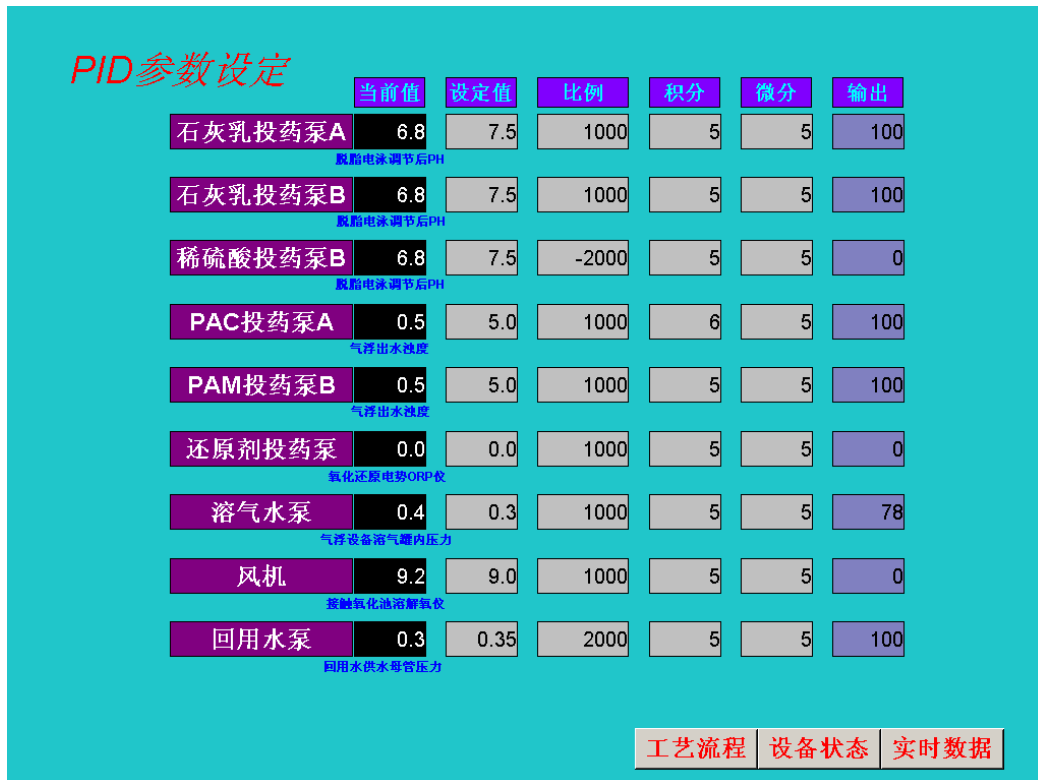 PID参数设定
当前值 设定值 比例 积分 微分 输出
石灰乳投药泵A 6.8 7.5 1000 5 5 100
脱脂电泳调节后PH
石灰乳投药泵B 6.8 7.5 1000 5 5 100
脱脂电泳调节后PH
稀硫酸投药泵B 6.8 7.5 -2000 5 5 0
脱脂电泳调节后PH
PAC投药泵A 0.5 5.0 1000 6 5 100
气浮出水浊度
PAM投药泵B 0.5 5.0 1000 5 5 100
气浮出水浊度
还原剂投药泵 0.0 0.0 1000 5 5 0
氧化还原电势ORP仪
溶气水泵 0.4 0.3 1000 5 5 78
气浮设备溶气罐内压力
风机 9.2 9.0 1000 5 5 0
接触氧化池溶解氧仪
回用水泵 0.3 0.35 2000 5 5 100
回用水供水母管压力
工艺流程 设备状态 实时数据